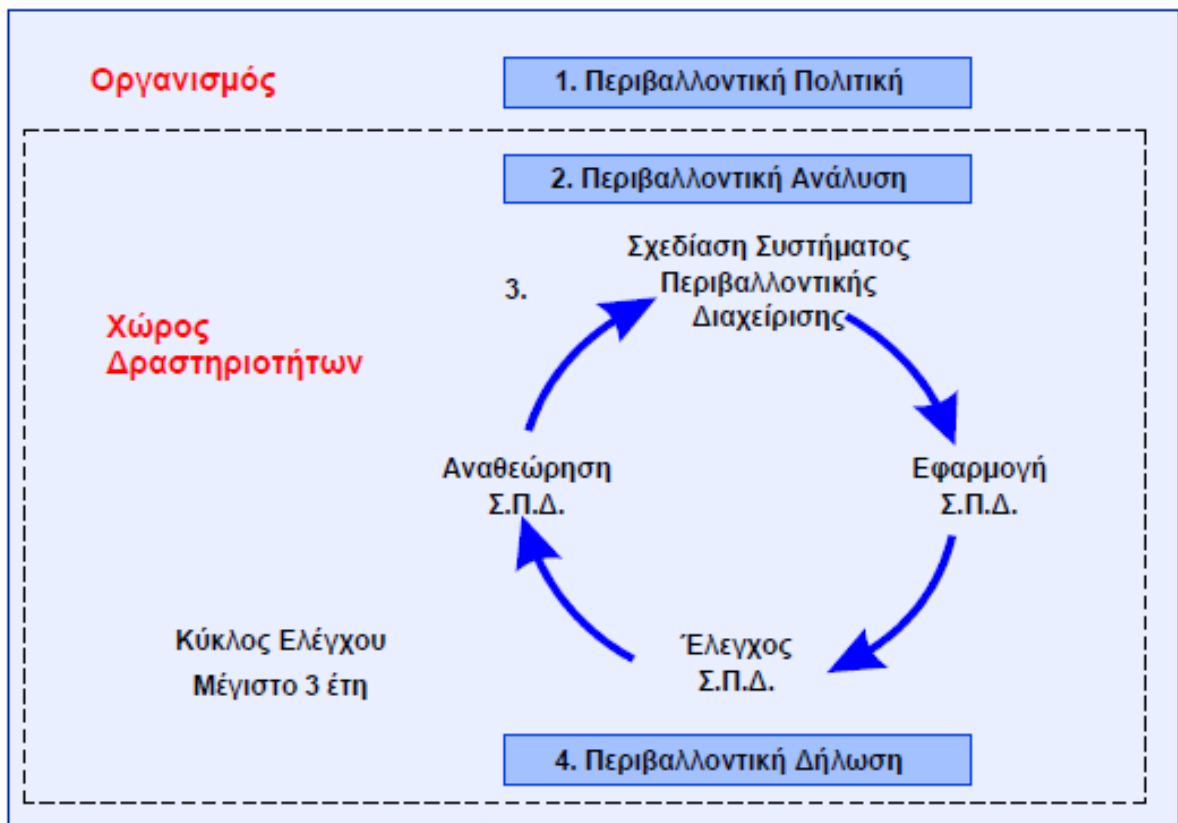 Οργανισμός
1. Περιβαλλοντική Πολιτική
2. Περιβαλλοντική Ανάλυση
Σχεδίαση Συστήματος
Περιβαλλοντικής
Διαχείρισης
3.
Χώρος
Δραστηριοτήτων
Αναθεώρηση
Σ.Π.Δ.
Εφαρμογή
Σ.Π.Δ.
Έλεγχος
Σ.Π.Δ.
Κύκλος Ελέγχου
Μέγιστο 3 έτη
4. Περιβαλλοντική Δήλωση